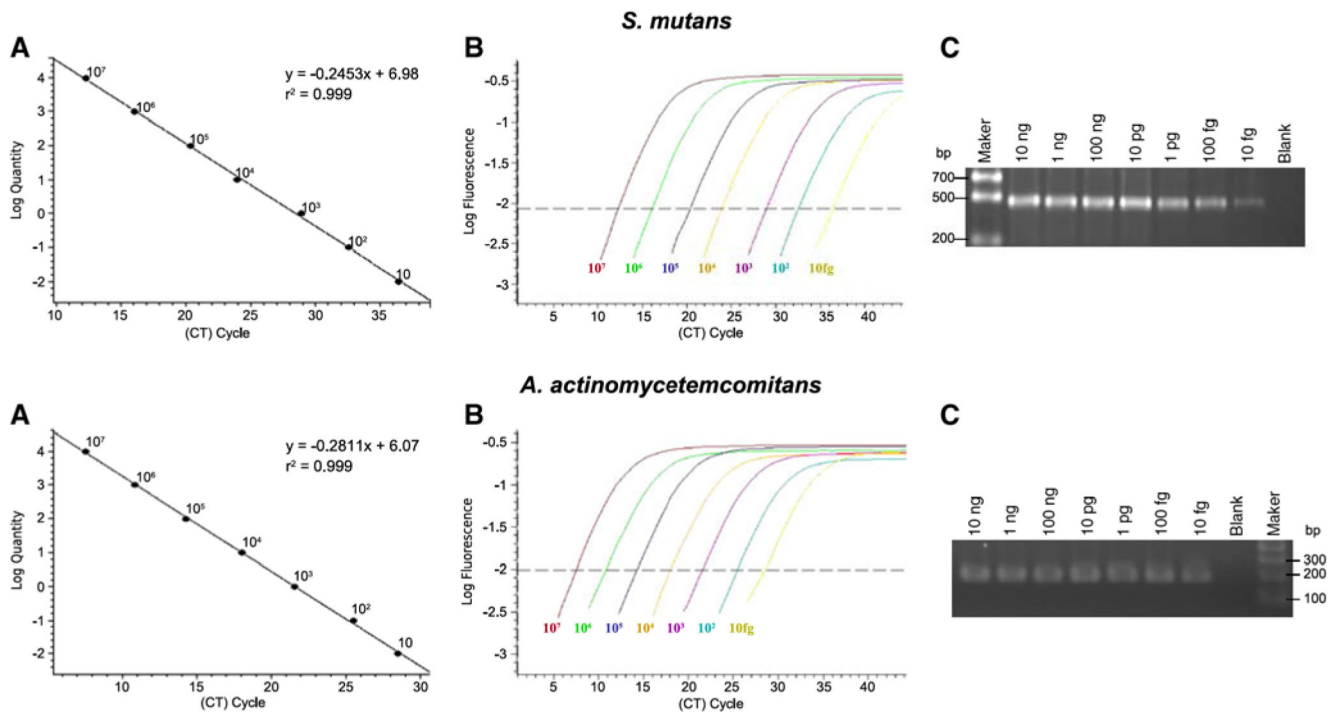 S. mutans
A
y = -0.2453x + 6.98
r² = 0.999
Log Quantity
4
3
2
1
0
-1
-2
10⁷
10⁶
10⁵
10⁴
10³
10²
10
10 15 20 25 30 35
(CT) Cycle
B
Log Fluorescence
-0.5
-1
-1.5
-2
-2.5
-3
10⁷ 10⁶ 10⁵ 10⁴ 10³ 10² 10fg
5 10 15 20 25 30 35 40
(CT) Cycle
C
bp Maker 10 ng 1 ng 100 ng 10 pg 1 pg 100 fg 10 fg Blank
700
500
200
A. actinomycetemcomitans
A
y = -0.2811x + 6.07
r² = 0.999
Log Quantity
4
3
2
1
0
-1
-2
10⁷
10⁶
10⁵
10⁴
10³
10²
10
10 15 20 25 30
(CT) Cycle
B
Log Fluorescence
-0.5
-1
-1.5
-2
-2.5
-3
10⁷ 10⁶ 10⁵ 10⁴ 10³ 10² 10fg
5 10 15 20 25 30 35 40
(CT) Cycle
C
10 ng 1 ng 100 ng 10 pg 1 pg 100 fg 10 fg Blank Maker bp
300
200
100